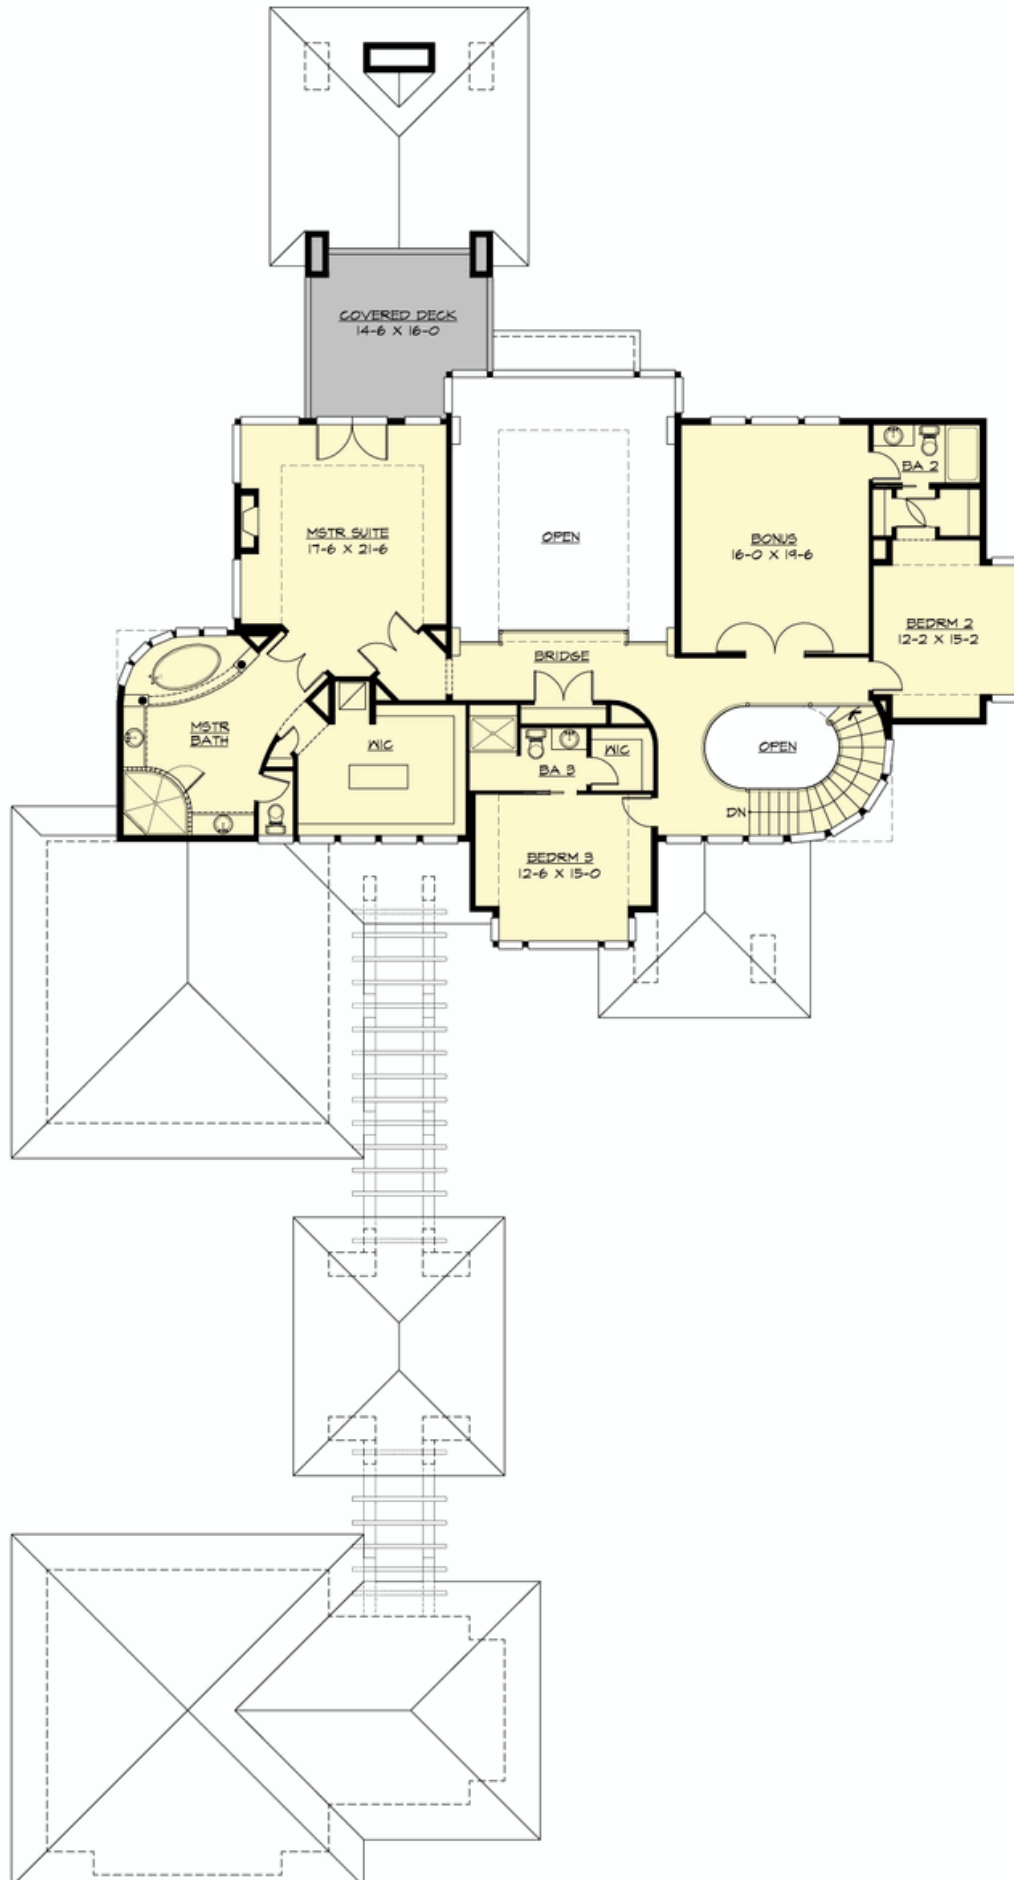 COVERED DECK
14-6 X 16-0
MSTR SUITE
17-6 X 21-6
OPEN
BONUS
16-0 X 19-6
BA 2
BEDRM 2
12-2 X 15-2
BRIDGE
MSTR
BATH
WIC
BA 3
WIC
OPEN
DN
BEDRM 3
12-6 X 15-0